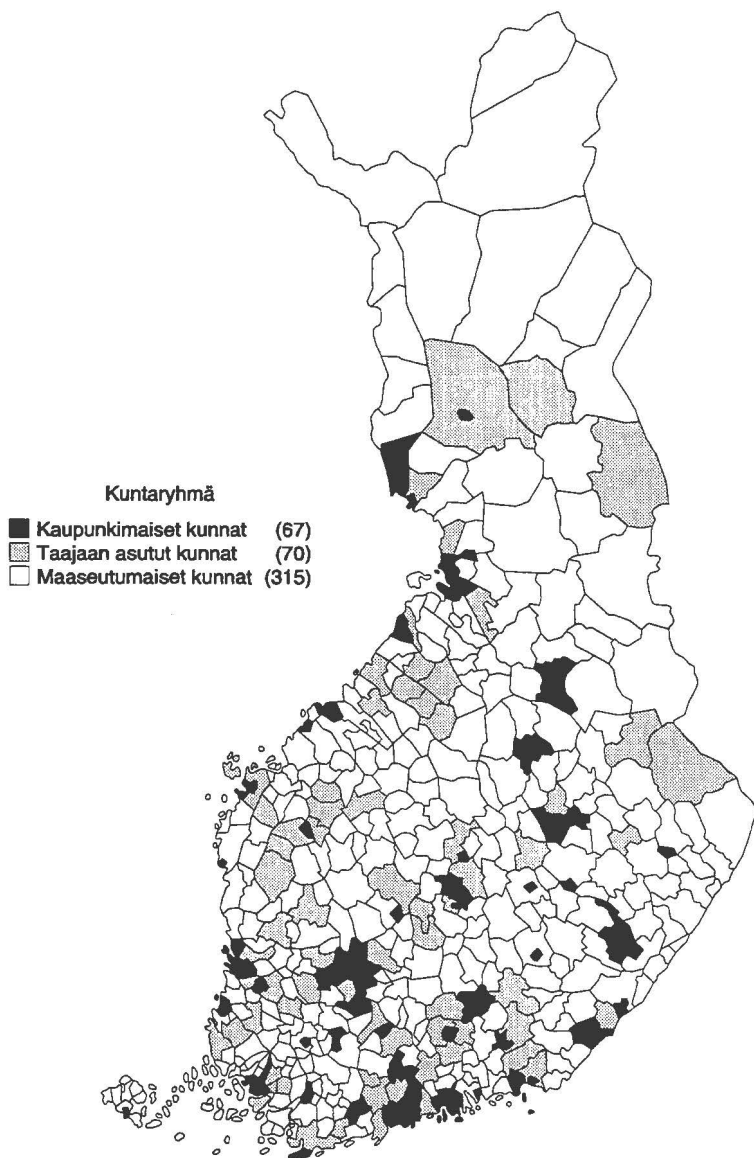 Kuntaryhmä
Kaupunkimaiset kunnat (67)
Taajaan asutut kunnat (70)
Maaseutumaiset kunnat (315)